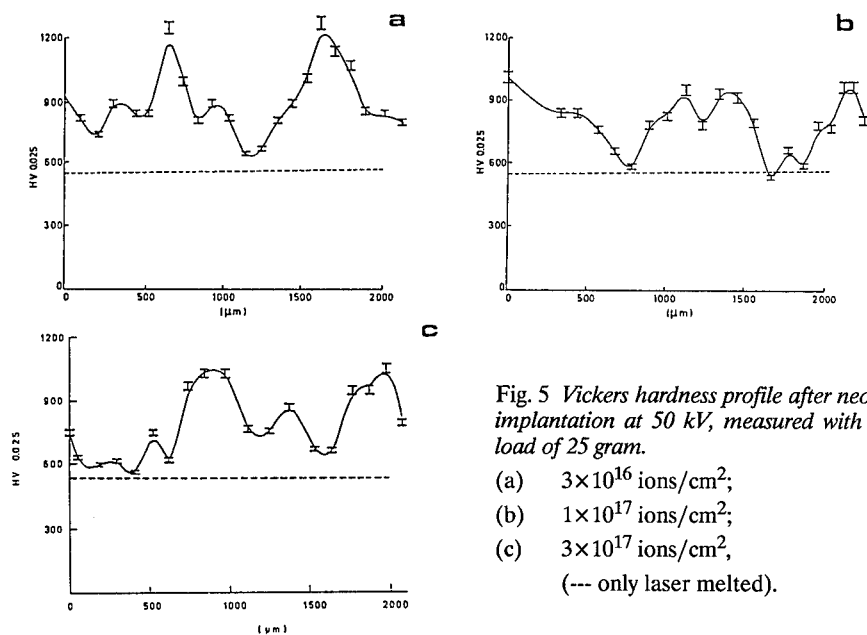 a
1200
900
600
300
0
HV 0.025
0 500 1000 1500 2000
(μm)
b
1200
900
600
300
0
HV 0.025
0 500 1000 1500 2000
(μm)
c
1200
900
600
300
HV 0.025
0 500 1000 1500 2000
(μm)
Fig. 5 Vickers hardness profile after neo
implantation at 50 kV, measured with
load of 25 gram.
(a) 3×10¹⁶ ions/cm²;
(b) 1×10¹⁷ ions/cm²;
(c) 3×10¹⁷ ions/cm²,
(--- only laser melted).